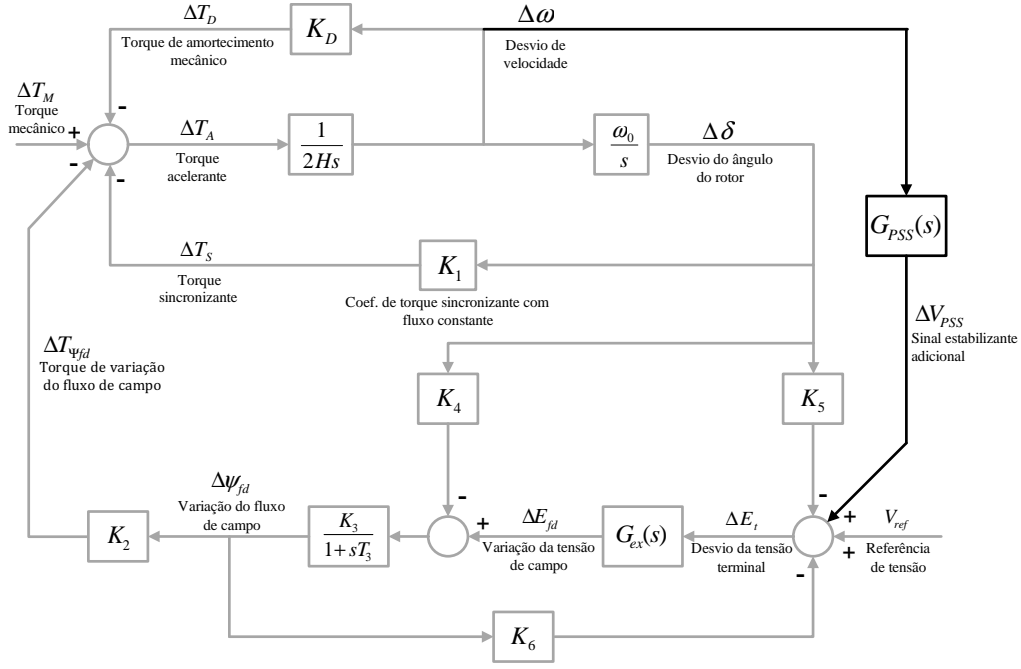 ΔT_D
Torque de amortecimento
mecânico
K_D
Δω
Desvio de
velocidade
ΔT_M
Torque
mecânico
+
-
-
-
ΔT_A
Torque
acelerante
1
2Hs
ω_0
s
Δδ
Desvio do ângulo
do rotor
G_PSS(s)
ΔT_S
Torque
sincronizante
K_1
Coef. de torque sincronizante com
fluxo constante
ΔV_PSS
Sinal estabilizante
adicional
ΔT_Ψfd
Torque de variação
do fluxo de campo
K_4
K_5
-
-
Δψ_fd
Variação do fluxo
de campo
K_2
K_3
1+sT_3
+
ΔE_fd
Variação da tensão
de campo
G_ex(s)
ΔE_t
Desvio da tensão
terminal
+
+
-
V_ref
Referência
de tensão
K_6